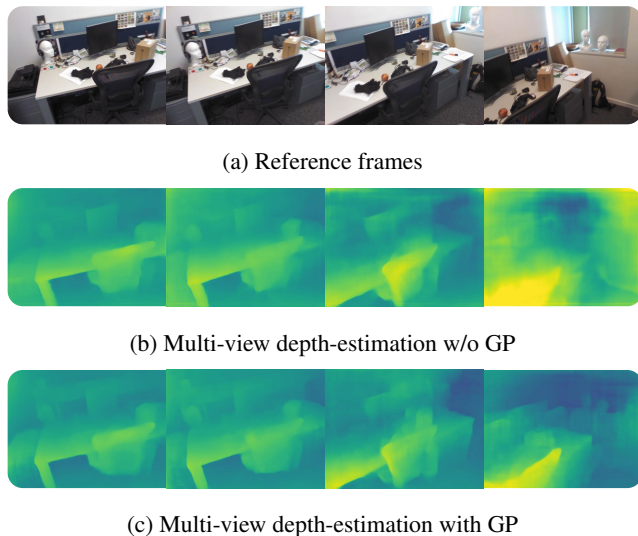 (a) Reference frames
(b) Multi-view depth-estimation w/o GP
(c) Multi-view depth-estimation with GP